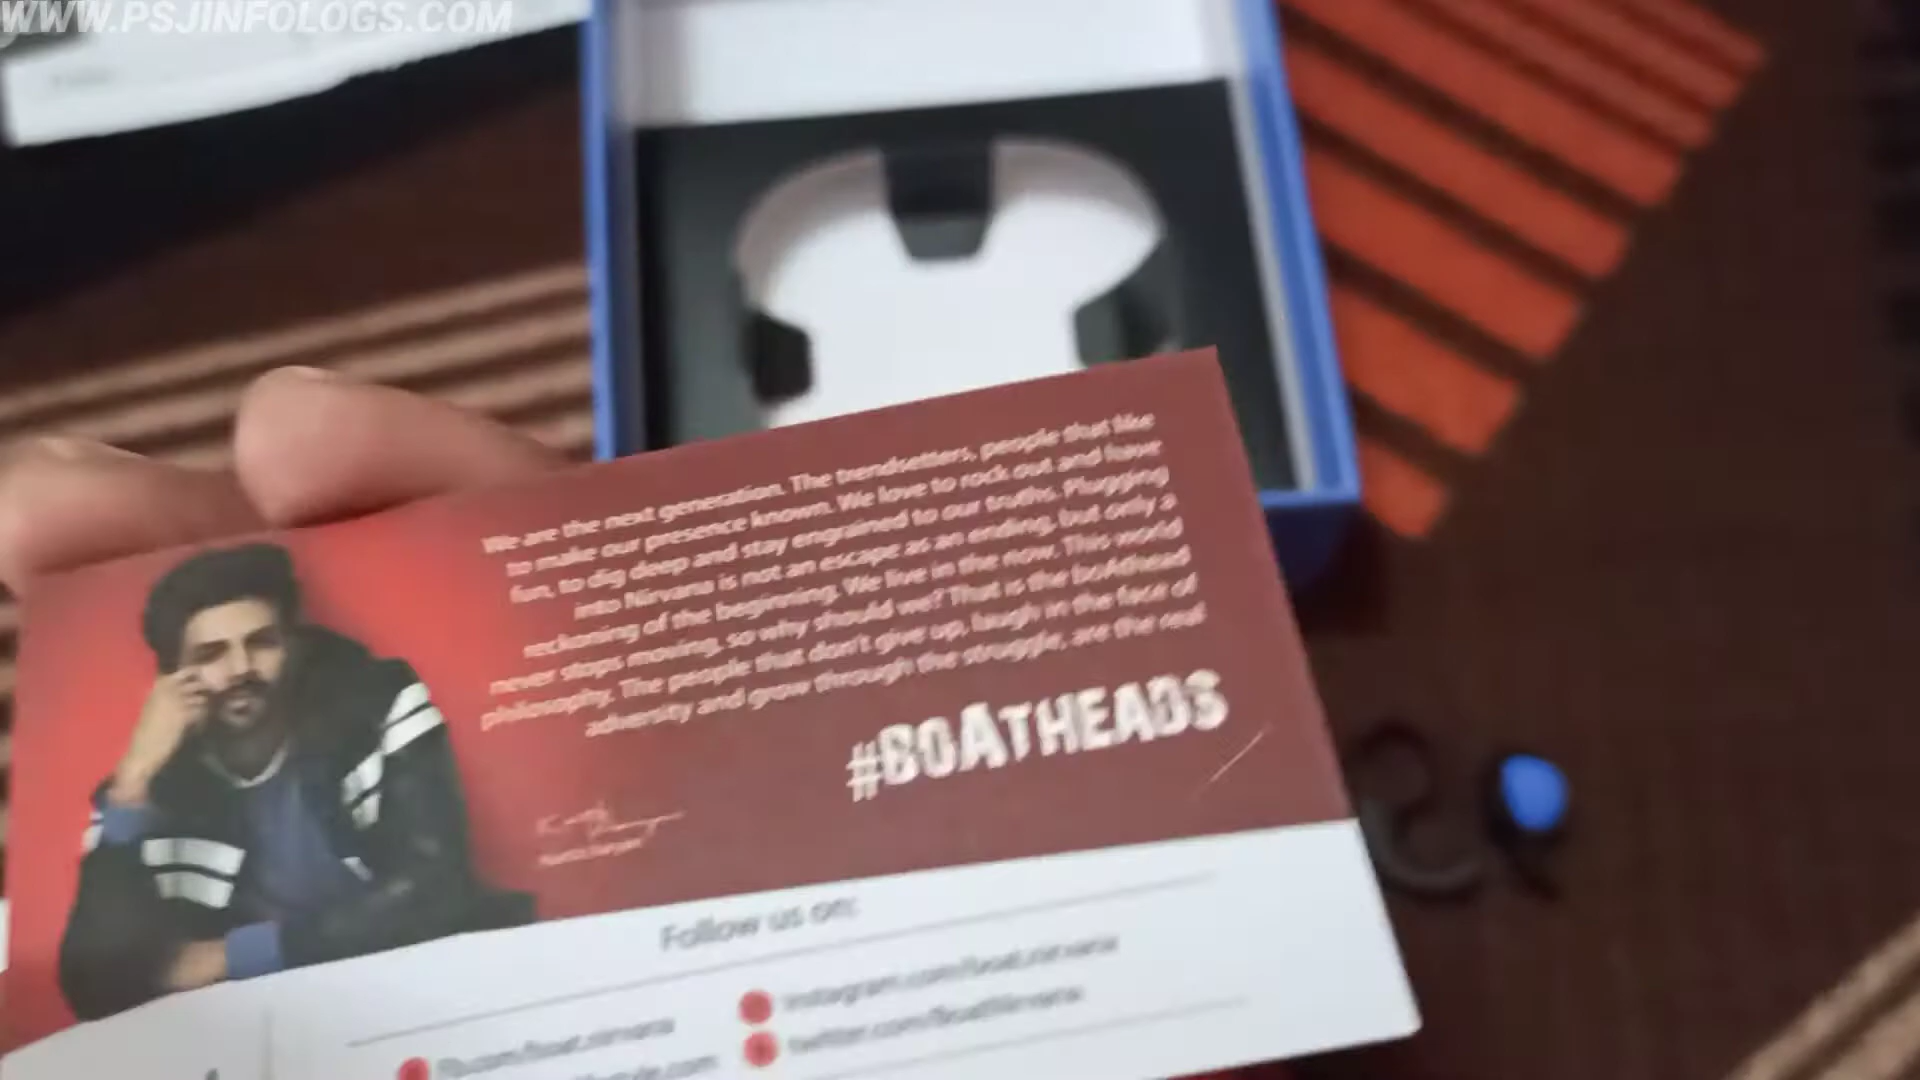 WWW.PSJINFOLOGS.COM
We are the next generation. The trendsetters, people that like
to make our presence known. We love to rock out and have
fun, to dig deep and stay engrained to our truths. Plugging
into Nirvana is not an escape as an ending, but only a
reckoning of the beginning. We live in the now. This world
never stops moving, so why should we? That is the boAthead
philosophy. The people that don't give up, laugh in the face of
adversity and grow through the struggle, are the real
#BOATHEADS
Follow us on:
instagram.com/boat.nirvana
fb.com/boat.nirvana
twitter.com/BoatNirvana